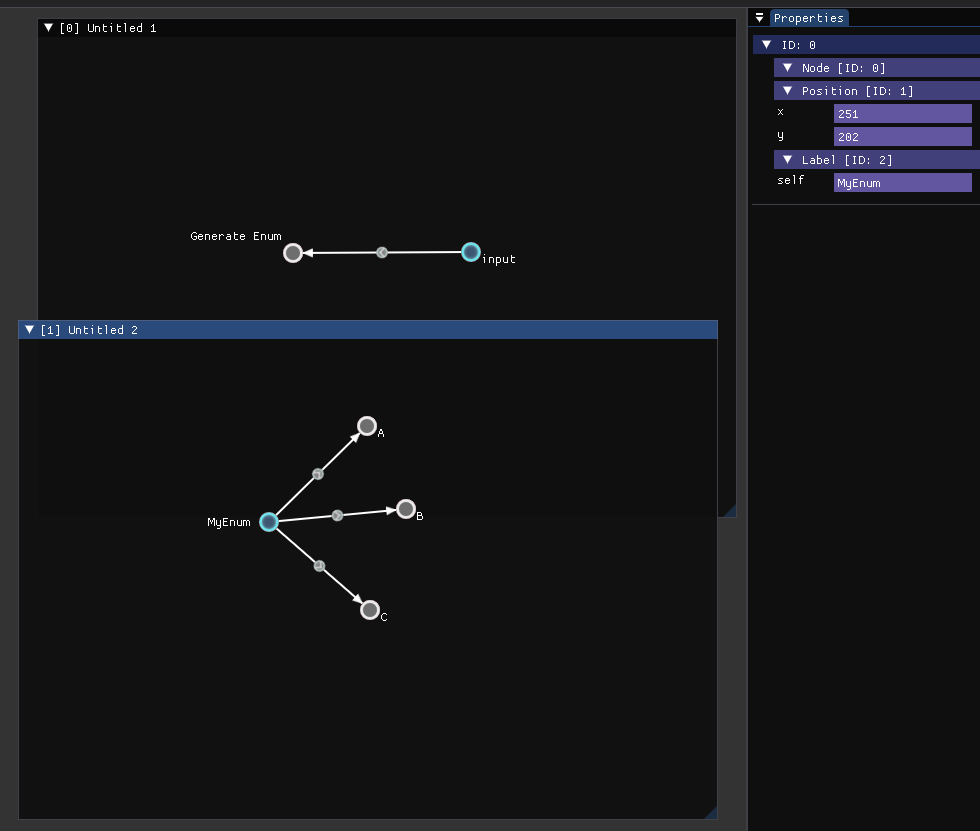 [0] Untitled 1
Generate Enum
input
[1] Untitled 2
A
MyEnum
B
C
Properties
ID: 0
Node [ID: 0]
Position [ID: 1]
x 251
y 202
Label [ID: 2]
self MyEnum